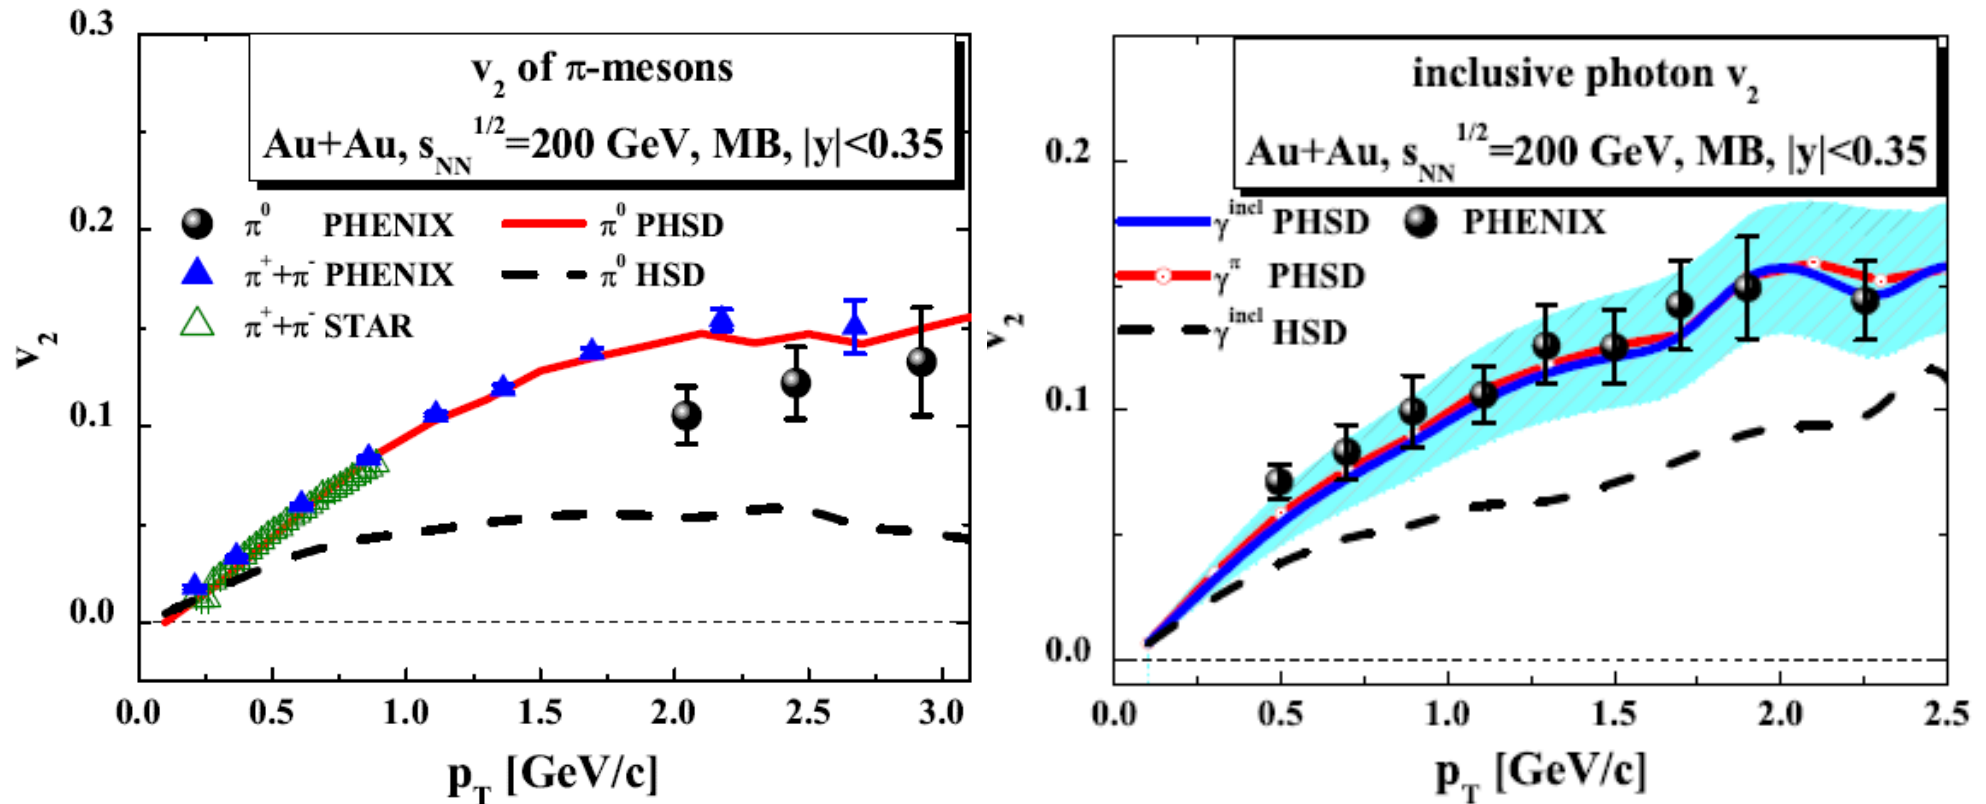 v2 of π-mesons
Au+Au, sNN1/2=200 GeV, MB, |y|<0.35
π0 PHENIX
π0 PHSD
π++π- PHENIX
π0 HSD
π++π- STAR
0.3
0.2
0.1
0.0
v2
0.0 0.5 1.0 1.5 2.0 2.5 3.0
pT [GeV/c]
inclusive photon v2
Au+Au, sNN1/2=200 GeV, MB, |y|<0.35
γincl PHSD
PHENIX
γπ PHSD
γincl HSD
0.2
0.1
0.0
v2
0.0 0.5 1.0 1.5 2.0 2.5
pT [GeV/c]